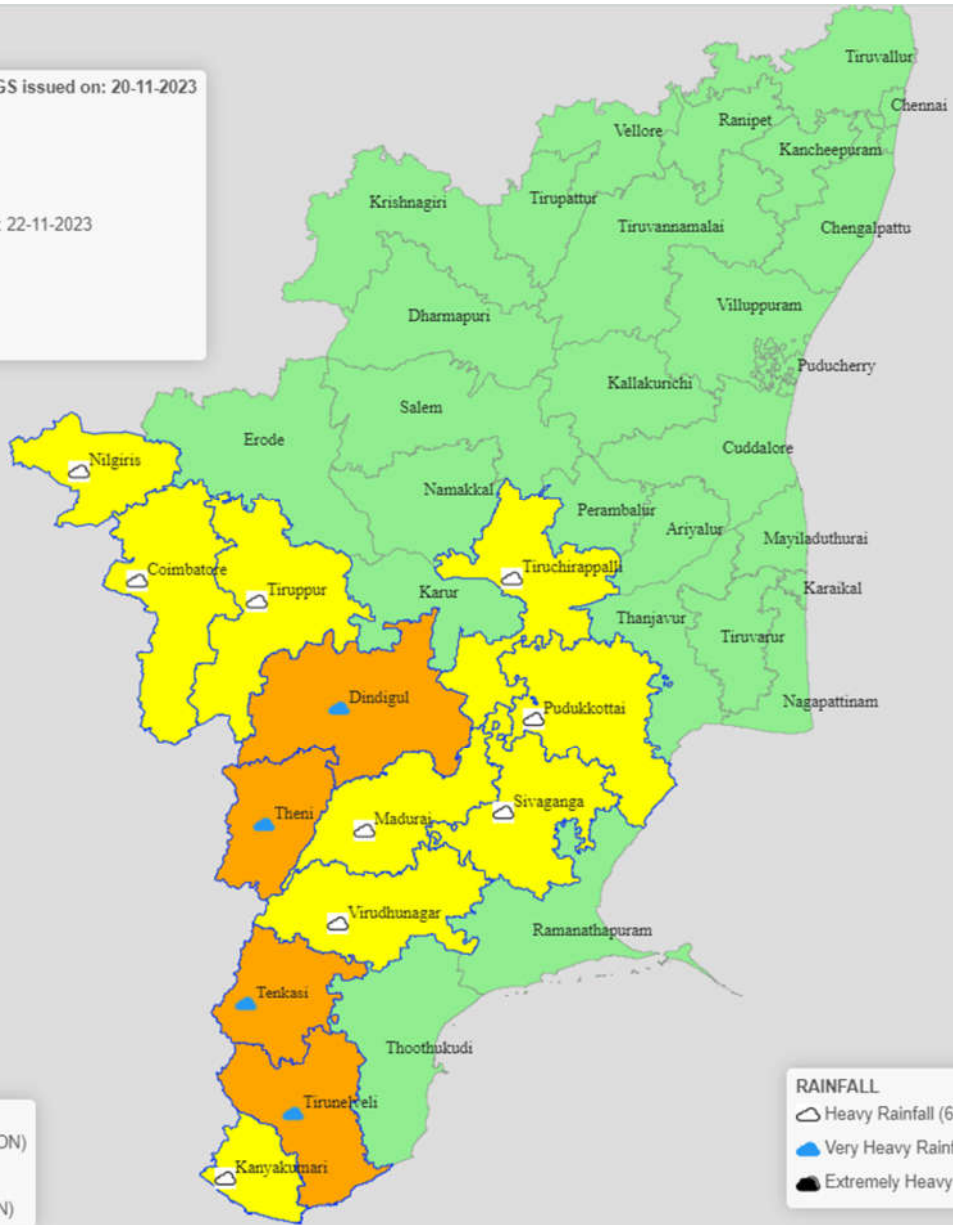 GS issued on: 20-11-2023
: 22-11-2023
Tiruvallur
Chennai
Ranipet
Vellore
Kancheepuram
Tirupattur
Krishnagiri
Tiruvannamalai
Chengalpattu
Villuppuram
Dharmapuri
Puducherry
Kallakurichi
Salem
Erode
Cuddalore
Nilgiris
Namakkal
Perambalur
Ariyalur
Mayiladuthurai
Coimbatore
Tiruchirappalli
Tiruppur
Karur
Karaikal
Thanjavur
Tiruvarur
Dindigul
Nagapattinam
Pudukkottai
Sivaganga
Theni
Madurai
Virudhunagar
Ramanathapuram
Tenkasi
Thoothukudi
Tirunelveli
Kanyakumari
ON)
N)
RAINFALL
Heavy Rainfall (6
Very Heavy Rainf
Extremely Heavy